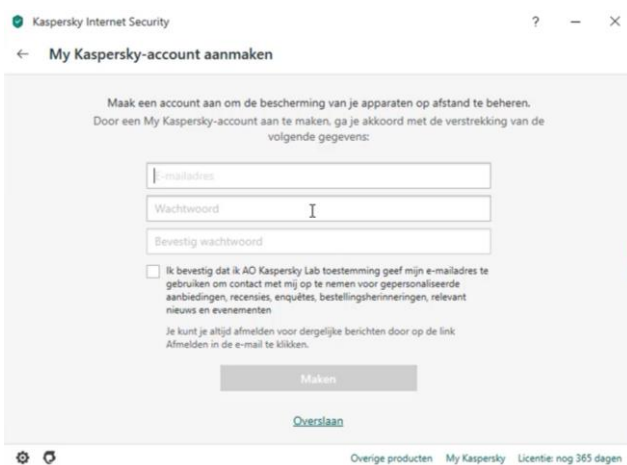 Kaspersky Internet Security
?
My Kaspersky-account aanmaken
Maak een account aan om de bescherming van je apparaten op afstand te beheren.
Door een My Kaspersky-account aan te maken, ga je akkoord met de verstrekking van de
volgende gegevens:
E-mailadres
Wachtwoord
Bevestig wachtwoord
Ik bevestig dat ik AO Kaspersky Lab toestemming geef mijn e-mailadres te
gebruiken om contact met mij op te nemen voor gepersonaliseerde
aanbiedingen, recensies, enquêtes, bestellingsherinneringen, relevant
nieuws en evenementen
Je kunt je altijd afmelden voor dergelijke berichten door op de link
Afmelden in de e-mail te klikken.
Maken
Overslaan
Overige producten My Kaspersky Licentie: nog 365 dagen